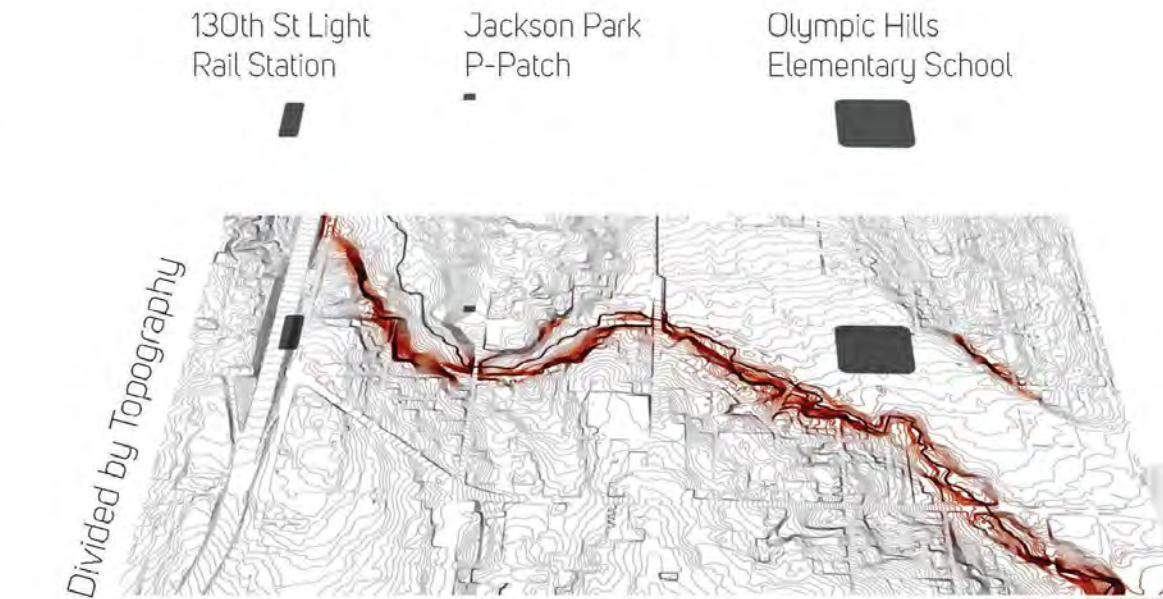 130th St Light
Rail Station
Jackson Park
P-Patch
Olympic Hills
Elementary School
Divided by Topography